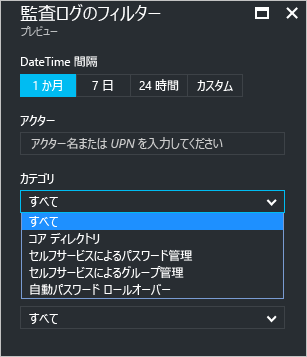 監査ログのフィルター
プレビュー
DateTime 間隔
1 か月 7 日 24 時間 カスタム
アクター
アクター名または UPN を入力してください
カテゴリ
すべて
すべて
コア ディレクトリ
セルフサービスによるパスワード管理
セルフサービスによるグループ管理
自動パスワード ロールオーバー
すべて